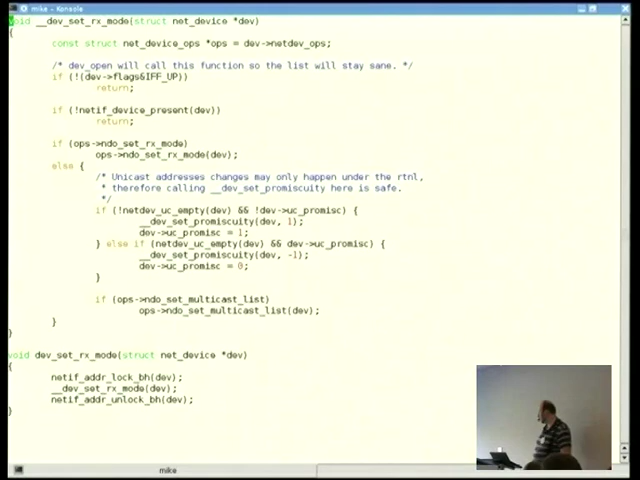 mike - Konsole
void __dev_set_rx_mode(struct net_device *dev)
{
const struct net_device_ops *ops = dev->netdev_ops;
/* dev_open will call this function so the list will stay sane. */
if (!(dev->flags&IFF_UP))
return;
if (!netif_device_present(dev))
return;
if (ops->ndo_set_rx_mode)
ops->ndo_set_rx_mode(dev);
else {
/* Unicast addresses changes may only happen under the rtnl,
* therefore calling __dev_set_promiscuity here is safe.
*/
if (!netdev_uc_empty(dev) && !dev->uc_promisc) {
__dev_set_promiscuity(dev, 1);
dev->uc_promisc = 1;
} else if (netdev_uc_empty(dev) && dev->uc_promisc) {
__dev_set_promiscuity(dev, -1);
dev->uc_promisc = 0;
}
if (ops->ndo_set_multicast_list)
ops->ndo_set_multicast_list(dev);
}
}
void dev_set_rx_mode(struct net_device *dev)
{
netif_addr_lock_bh(dev);
__dev_set_rx_mode(dev);
netif_addr_unlock_bh(dev);
}
mike